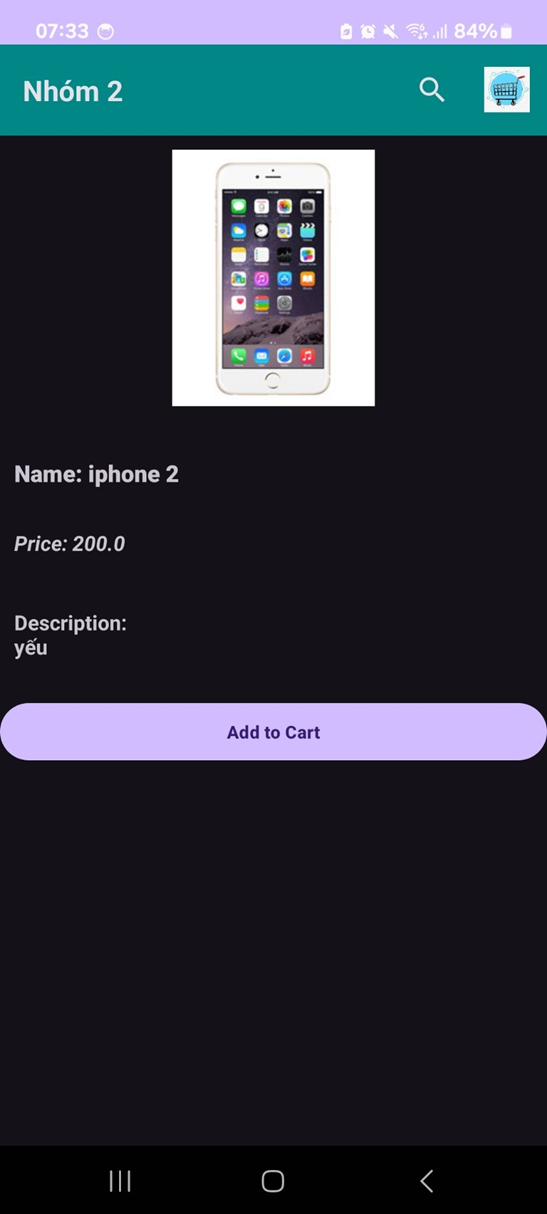 07:33 84%
Nhóm 2
Name: iphone 2
Price: 200.0
Description:
yếu
Add to Cart